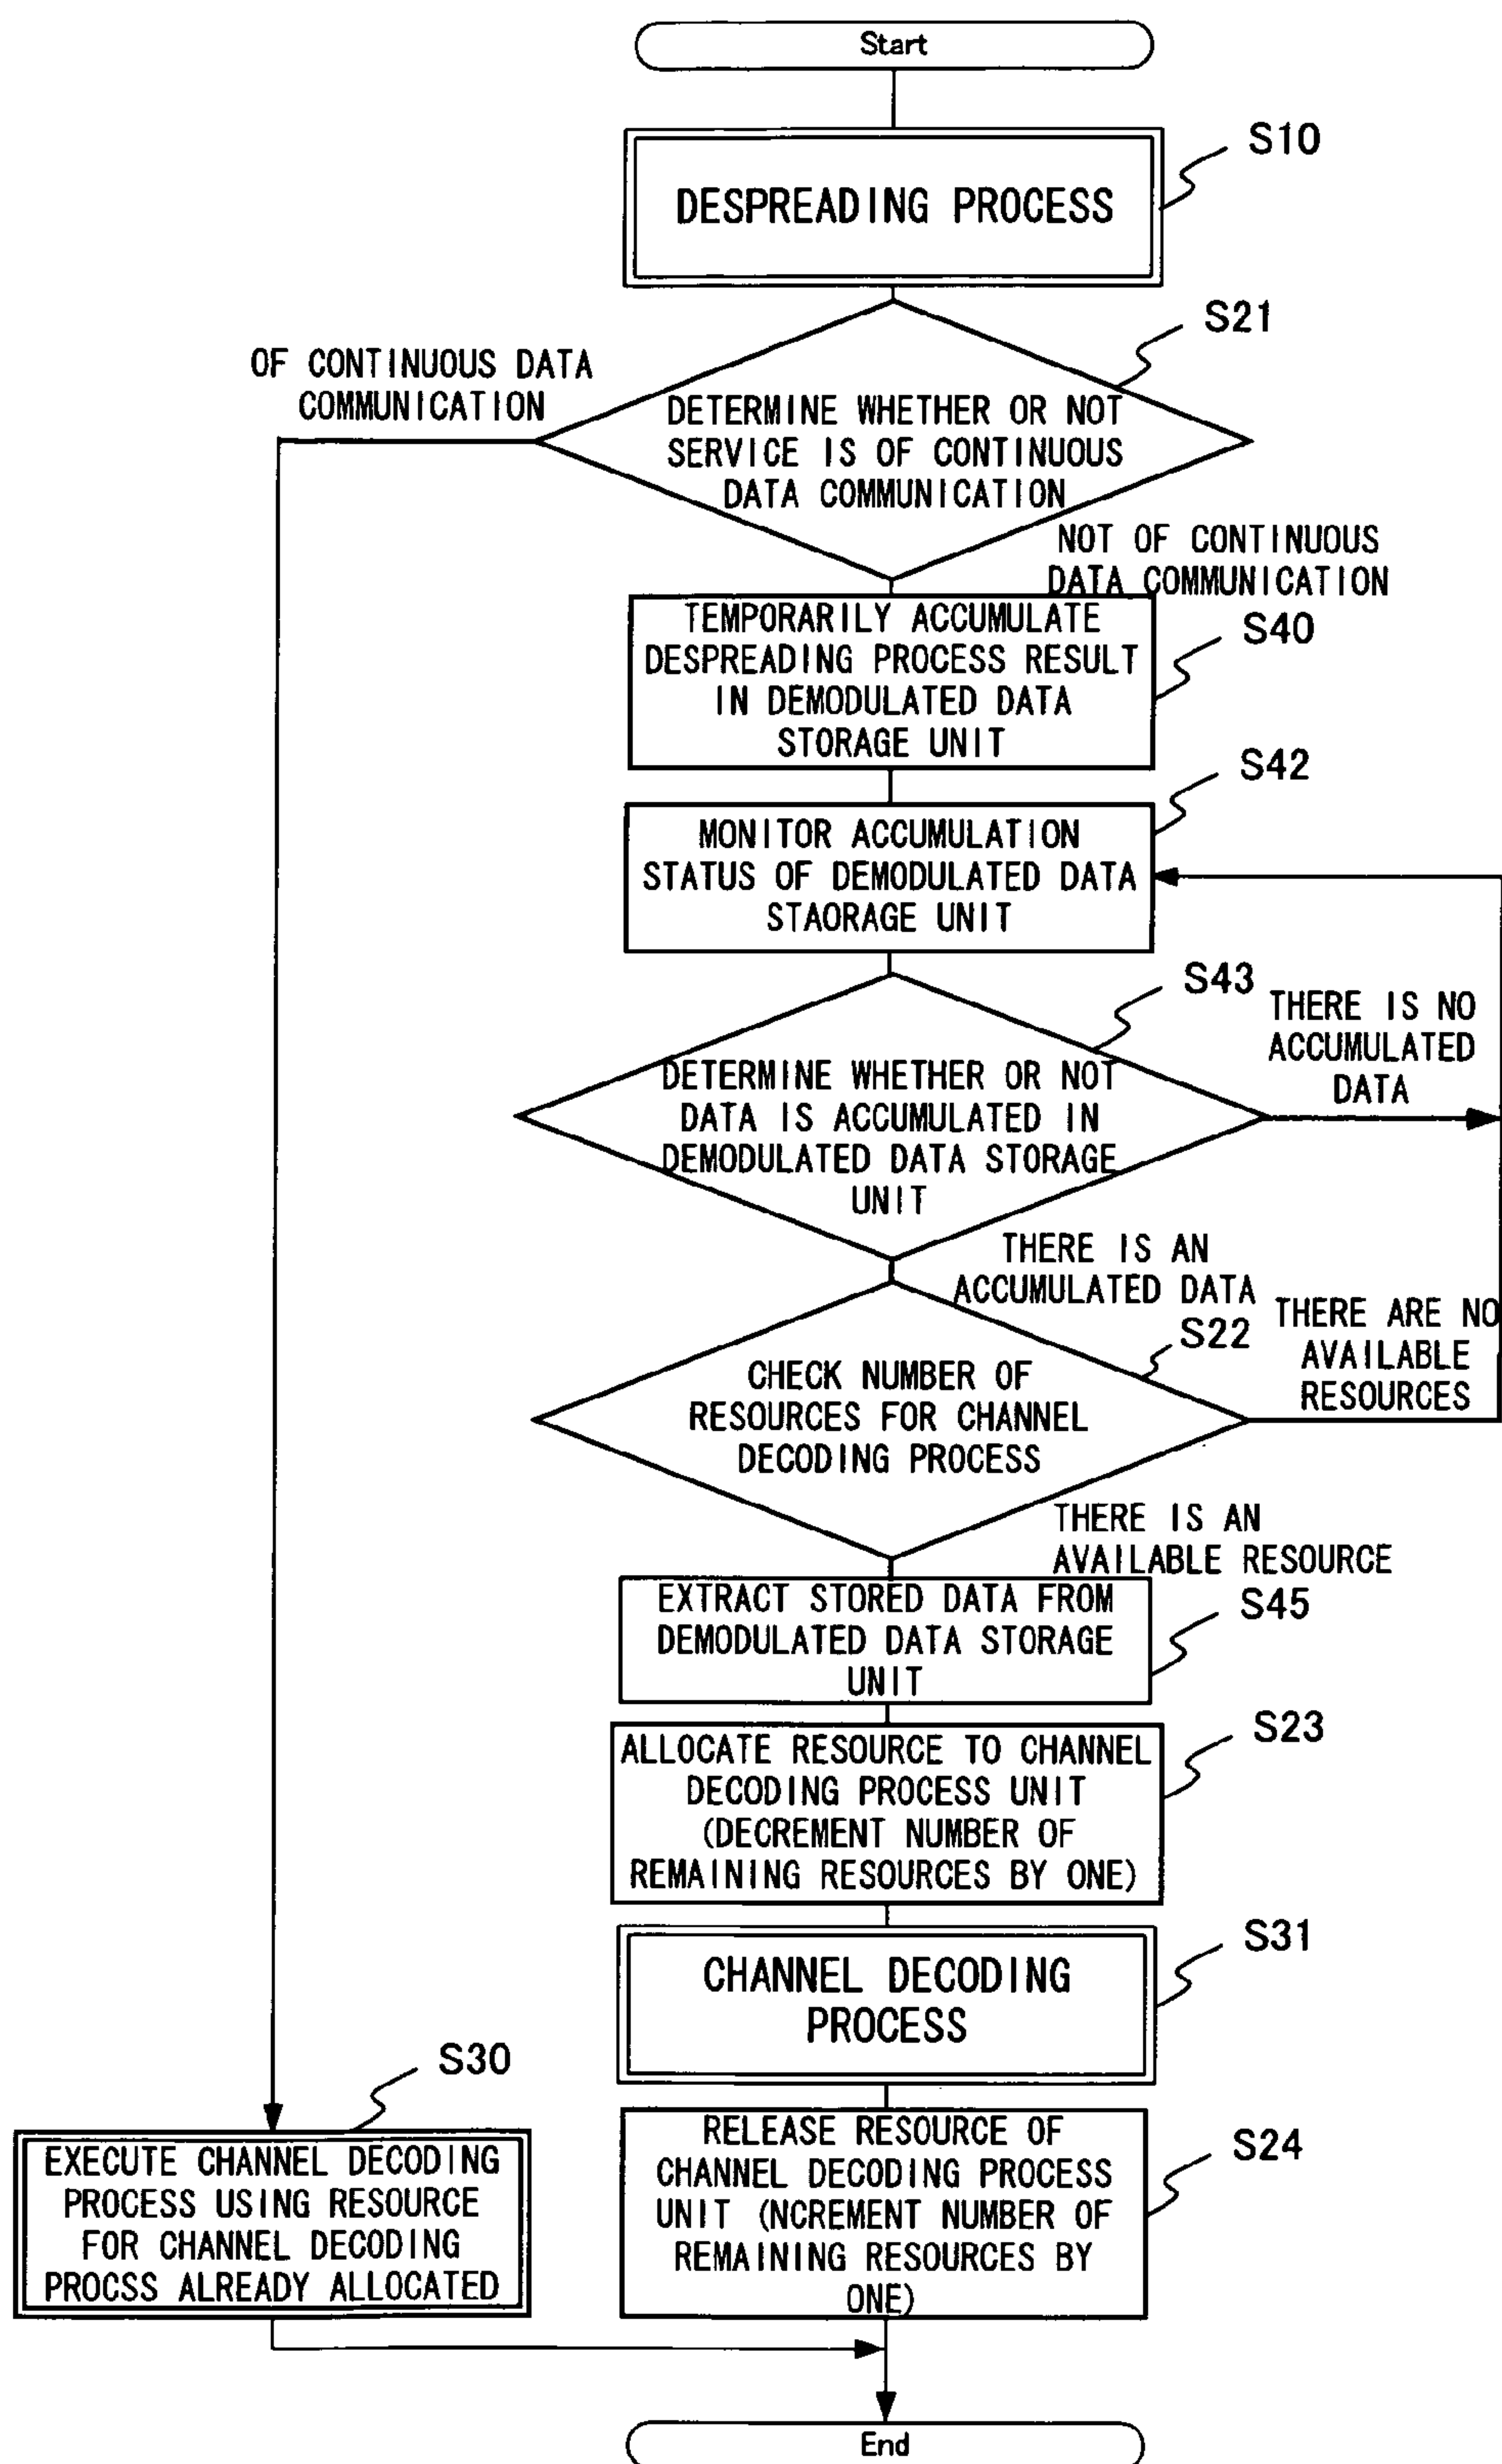 Start
S10
DESPREADING PROCESS
S21
OF CONTINUOUS DATA
COMMUNICATION
DETERMINE WHETHER OR NOT
SERVICE IS OF CONTINUOUS
DATA COMMUNICATION
NOT OF CONTINUOUS
DATA COMMUNICATION
TEMPORARILY ACCUMULATE
DESPREADING PROCESS RESULT
IN DEMODULATED DATA
STORAGE UNIT
S40
S42
MONITOR ACCUMULATION
STATUS OF DEMODULATED DATA
STAORAGE UNIT
S43
THERE IS NO
ACCUMULATED
DATA
DETERMINE WHETHER OR NOT
DATA IS ACCUMULATED IN
DEMODULATED DATA STORAGE
UNIT
THERE IS AN
ACCUMULATED DATA
S22
THERE ARE NO
AVAILABLE
RESOURCES
CHECK NUMBER OF
RESOURCES FOR CHANNEL
DECODING PROCESS
THERE IS AN
AVAILABLE RESOURCE
EXTRACT STORED DATA FROM
DEMODULATED DATA STORAGE
UNIT
S45
S23
ALLOCATE RESOURCE TO CHANNEL
DECODING PROCESS UNIT
(DECREMENT NUMBER OF
REMAINING RESOURCES BY ONE)
S31
CHANNEL DECODING
PROCESS
S30
EXECUTE CHANNEL DECODING
PROCESS USING RESOURCE
FOR CHANNEL DECODING
PROCSS ALREADY ALLOCATED
RELEASE RESOURCE OF
CHANNEL DECODING PROCESS
UNIT (NCREMENT NUMBER OF
REMAINING RESOURCES BY
ONE)
S24
End